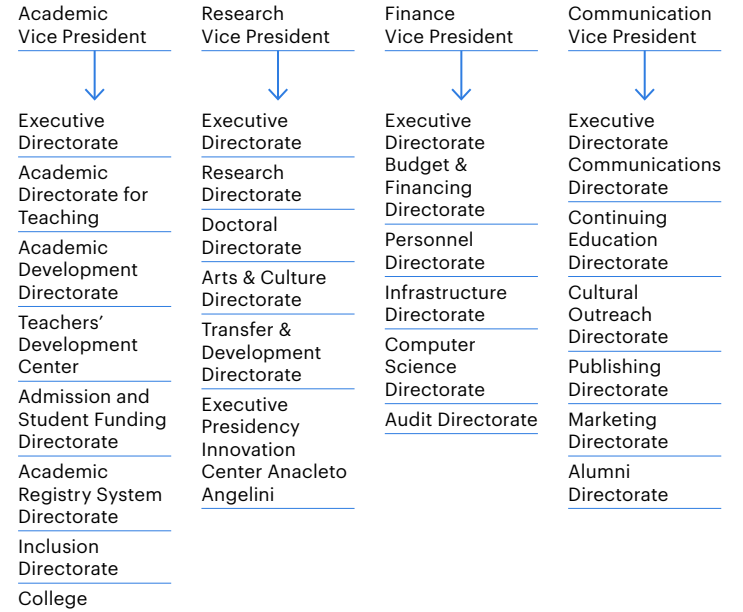 Academic
Vice President
Executive
Directorate
Academic
Directorate for
Teaching
Academic
Development
Directorate
Teachers’
Development
Center
Admission and
Student Funding
Directorate
Academic
Registry System
Directorate
Inclusion
Directorate
College
Research
Vice President
Executive
Directorate
Research
Directorate
Doctoral
Directorate
Arts & Culture
Directorate
Transfer &
Development
Directorate
Executive
Presidency
Innovation
Center Anacleto
Angelini
Finance
Vice President
Executive
Directorate
Budget &
Financing
Directorate
Personnel
Directorate
Infrastructure
Directorate
Computer
Science
Directorate
Audit Directorate
Communication
Vice President
Executive
Directorate
Communications
Directorate
Continuing
Education
Directorate
Cultural
Outreach
Directorate
Publishing
Directorate
Marketing
Directorate
Alumni
Directorate